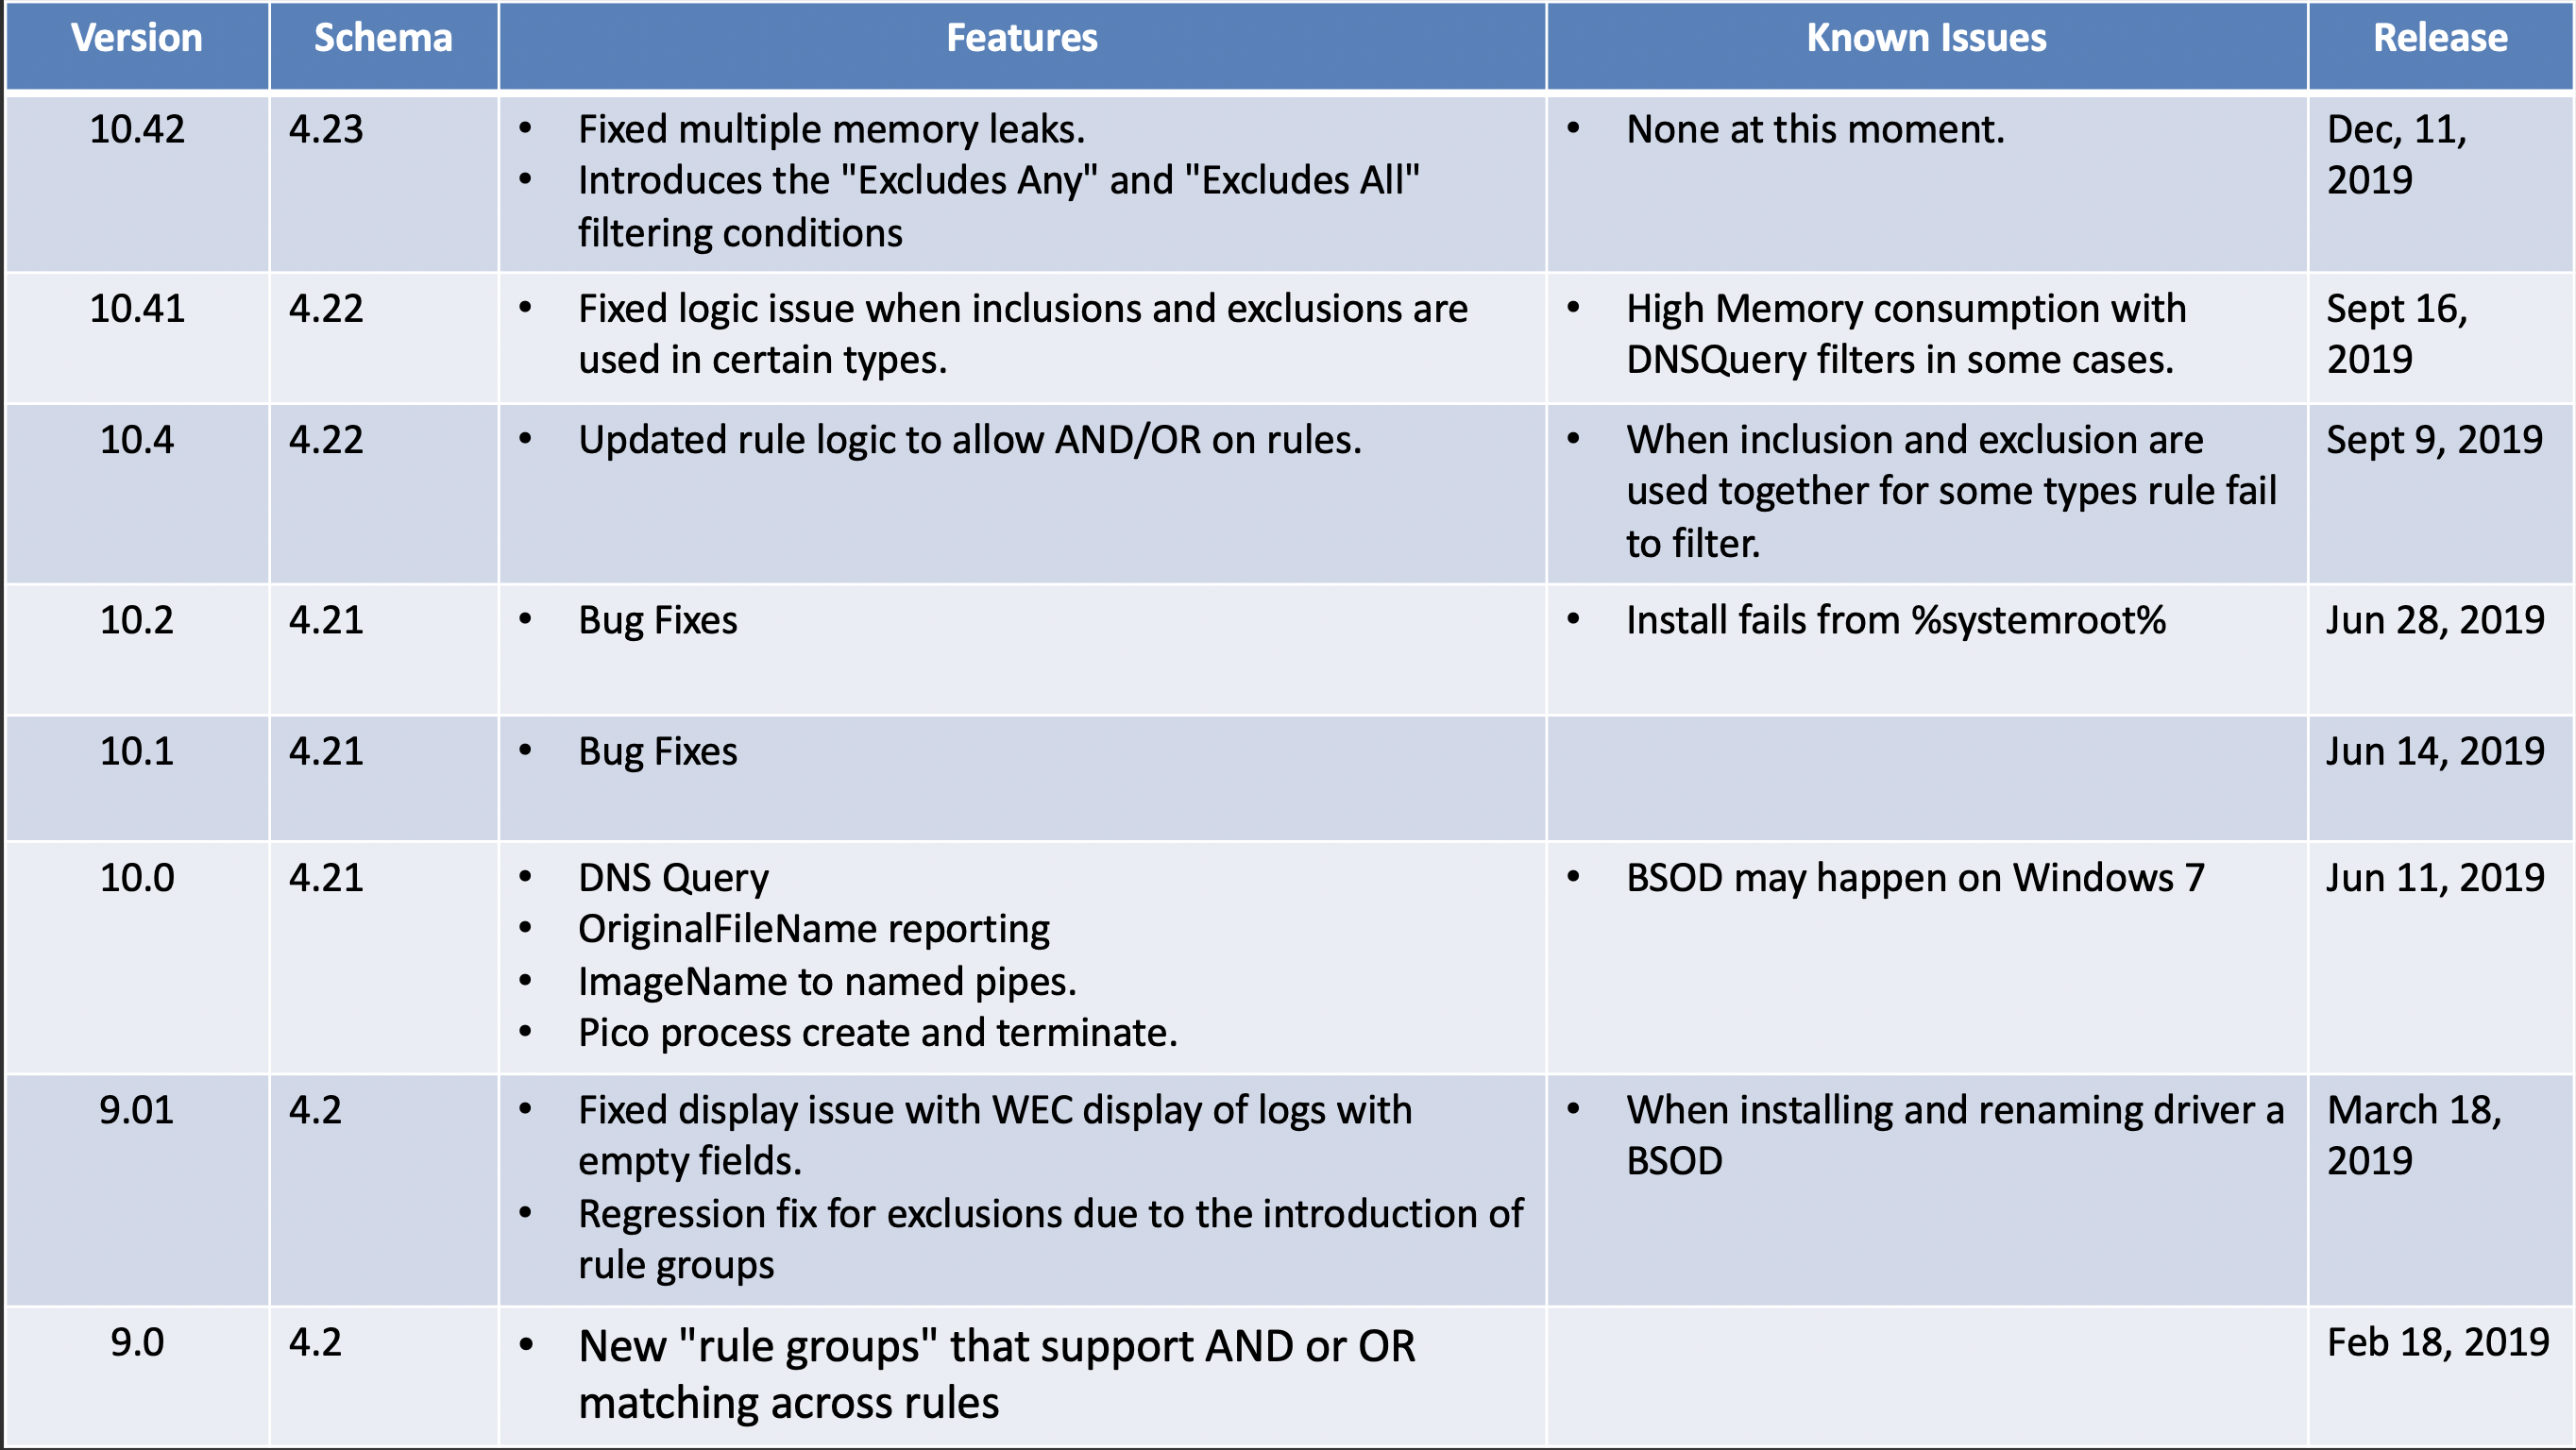 Version Schema Features Known Issues Release
10.42 4.23 • Fixed multiple memory leaks. • None at this moment. Dec, 11,
• Introduces the "Excludes Any" and "Excludes All" 2019
filtering conditions
10.41 4.22 • Fixed logic issue when inclusions and exclusions are • High Memory consumption with Sept 16,
used in certain types. DNSQuery filters in some cases. 2019
10.4 4.22 • Updated rule logic to allow AND/OR on rules. • When inclusion and exclusion are Sept 9, 2019
used together for some types rule fail
to filter.
10.2 4.21 • Bug Fixes • Install fails from %systemroot% Jun 28, 2019
10.1 4.21 • Bug Fixes Jun 14, 2019
10.0 4.21 • DNS Query • BSOD may happen on Windows 7 Jun 11, 2019
• OriginalFileName reporting
• ImageName to named pipes.
• Pico process create and terminate.
9.01 4.2 • Fixed display issue with WEC display of logs with • When installing and renaming driver a March 18,
empty fields. BSOD 2019
• Regression fix for exclusions due to the introduction of
rule groups
9.0 4.2 • New "rule groups" that support AND or OR Feb 18, 2019
matching across rules